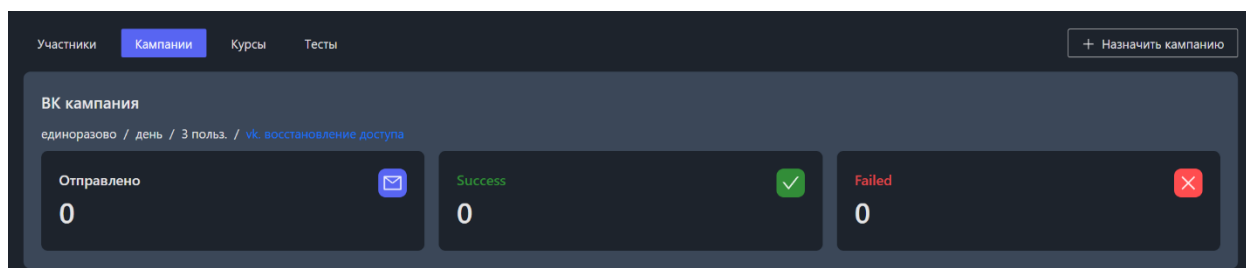 Участники Кампании Курсы Тесты + Назначить кампанию
ВК кампания
единоразово / день / 3 польз. / vk. восстановление доступа
Отправлено Success Failed
0 0 0